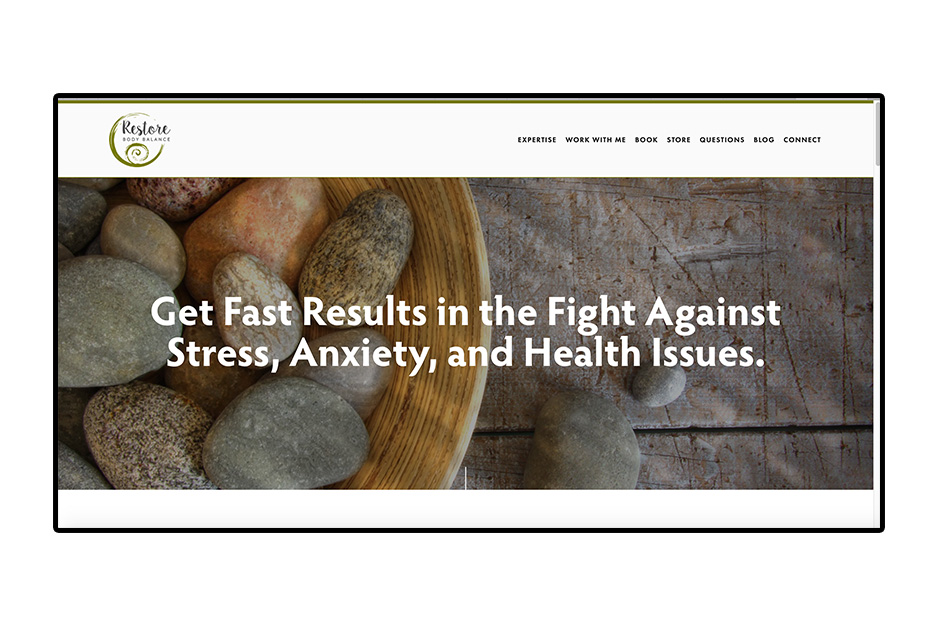 Restore
BODY BALANCE
EXPERTISE WORK WITH ME BOOK STORE QUESTIONS BLOG CONNECT
Get Fast Results in the Fight Against
Stress, Anxiety, and Health Issues.